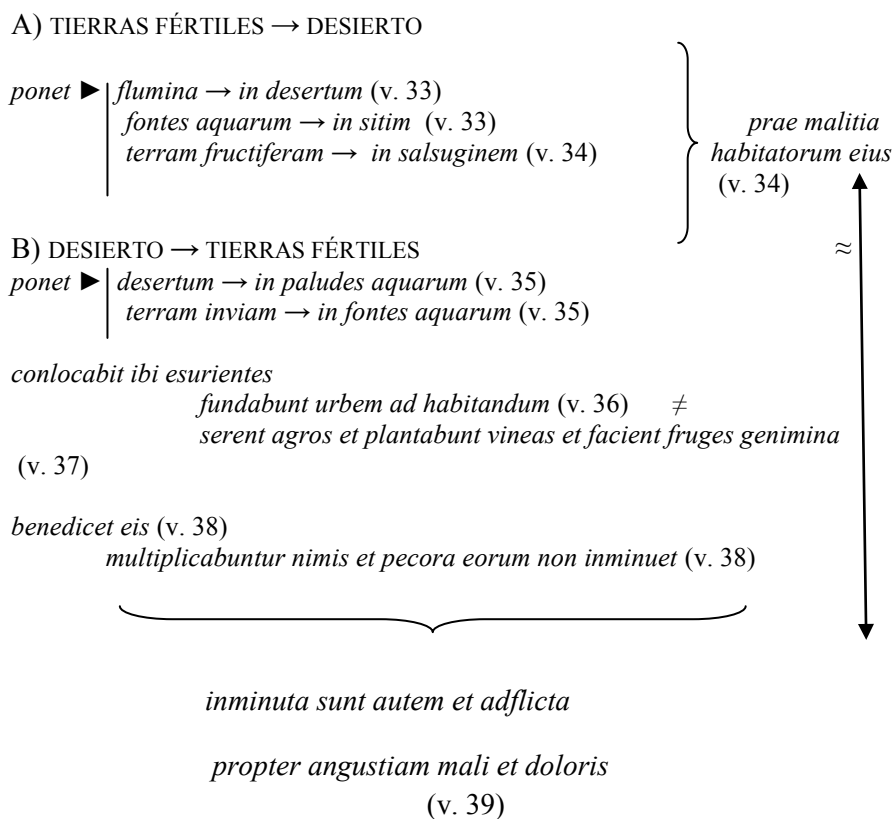 A) TIERRAS FÉRTILES → DESIERTO
ponet ► flumina → in desertum (v. 33)
fontes aquarum → in sitim (v. 33)
terram fructiferam → in salsuginem (v. 34)
prae malitia
habitatorum eius
(v. 34)
B) DESIERTO → TIERRAS FÉRTILES
≈
ponet ► desertum → in paludes aquarum (v. 35)
terram inviam → in fontes aquarum (v. 35)
conlocabit ibi esurientes
fundabunt urbem ad habitandum (v. 36) ≠
serent agros et plantabunt vineas et facient fruges genimina
(v. 37)
benedicet eis (v. 38)
multiplicabuntur nimis et pecora eorum non inminuet (v. 38)
inminuta sunt autem et adflicta
propter angustiam mali et doloris
(v. 39)